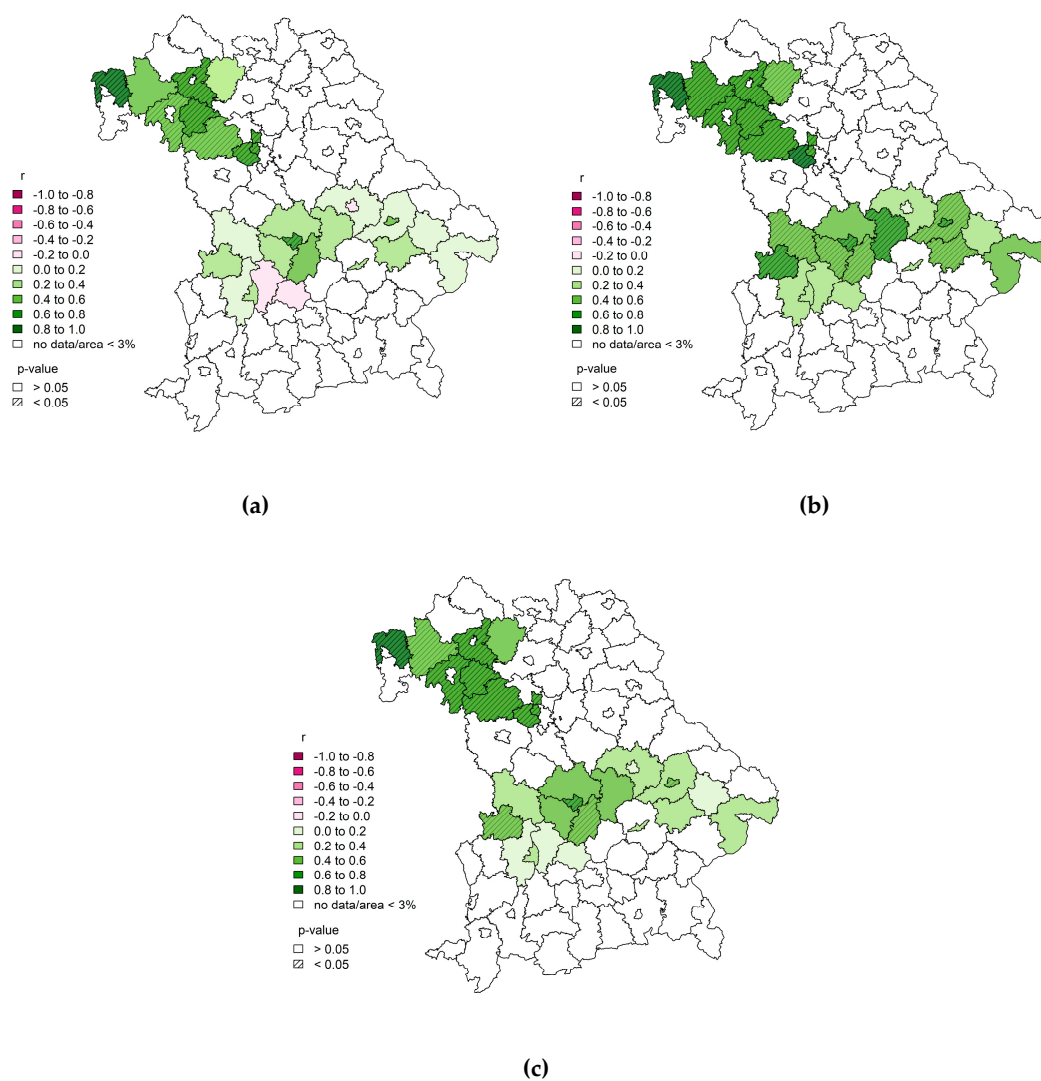 r
-1.0 to -0.8
-0.8 to -0.6
-0.6 to -0.4
-0.4 to -0.2
-0.2 to 0.0
0.0 to 0.2
0.2 to 0.4
0.4 to 0.6
0.6 to 0.8
0.8 to 1.0
no data/area < 3%
p-value
> 0.05
< 0.05
(a)
r
-1.0 to -0.8
-0.8 to -0.6
-0.6 to -0.4
-0.4 to -0.2
-0.2 to 0.0
0.0 to 0.2
0.2 to 0.4
0.4 to 0.6
0.6 to 0.8
0.8 to 1.0
no data/area < 3%
p-value
> 0.05
< 0.05
(b)
r
-1.0 to -0.8
-0.8 to -0.6
-0.6 to -0.4
-0.4 to -0.2
-0.2 to 0.0
0.0 to 0.2
0.2 to 0.4
0.4 to 0.6
0.6 to 0.8
0.8 to 1.0
no data/area < 3%
p-value
> 0.05
< 0.05
(c)